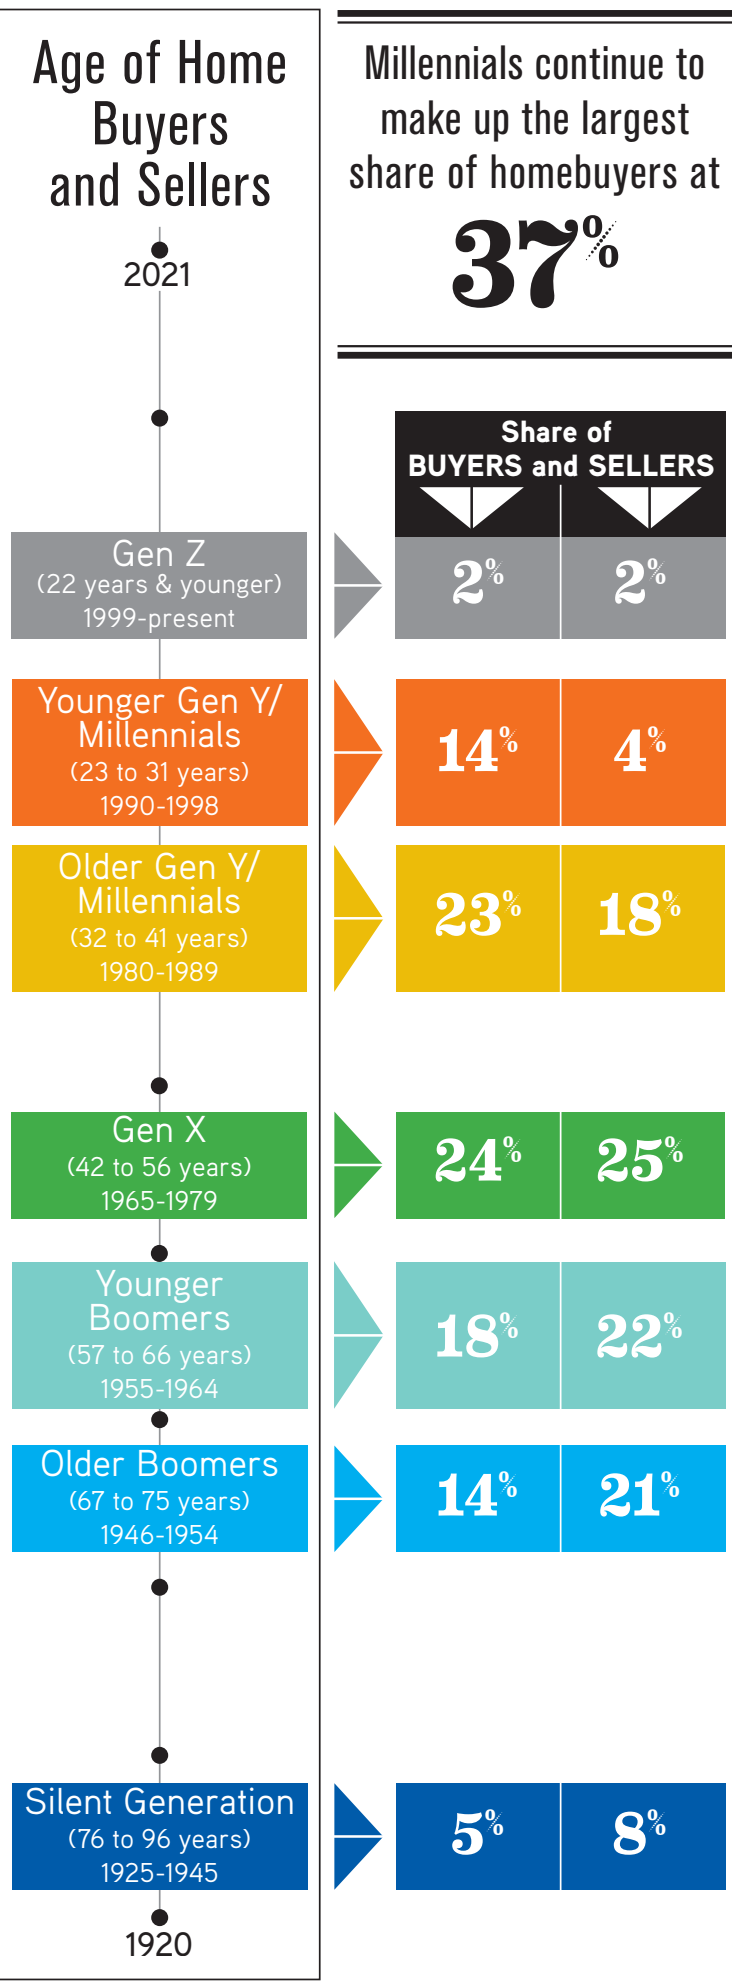 Age of Home
Buyers
and Sellers
2021
Millennials continue to
make up the largest
share of homebuyers at
37%
Share of
BUYERS and SELLERS
Gen Z
(22 years & younger)
1999-present
2% 2%
Younger Gen Y/
Millennials
(23 to 31 years)
1990-1998
14% 4%
Older Gen Y/
Millennials
(32 to 41 years)
1980-1989
23% 18%
Gen X
(42 to 56 years)
1965-1979
24% 25%
Younger
Boomers
(57 to 66 years)
1955-1964
18% 22%
Older Boomers
(67 to 75 years)
1946-1954
14% 21%
Silent Generation
(76 to 96 years)
1925-1945
5% 8%
1920